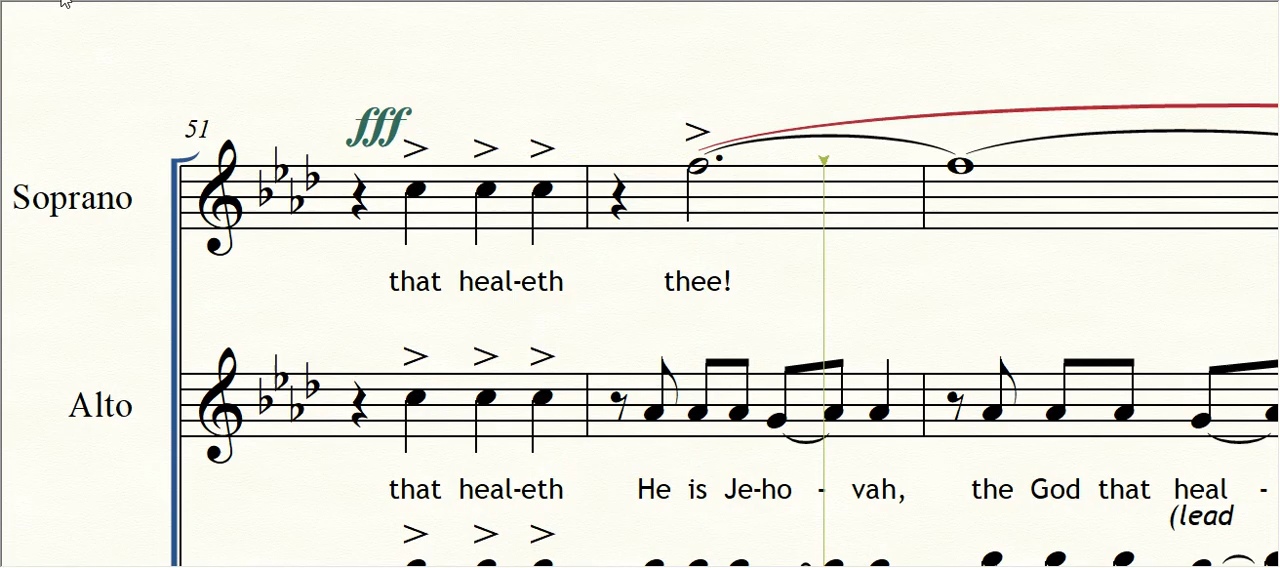 51
fff
Soprano
that heal-eth thee!
Alto
that heal-eth He is Je-ho - vah, the God that heal -
(lead